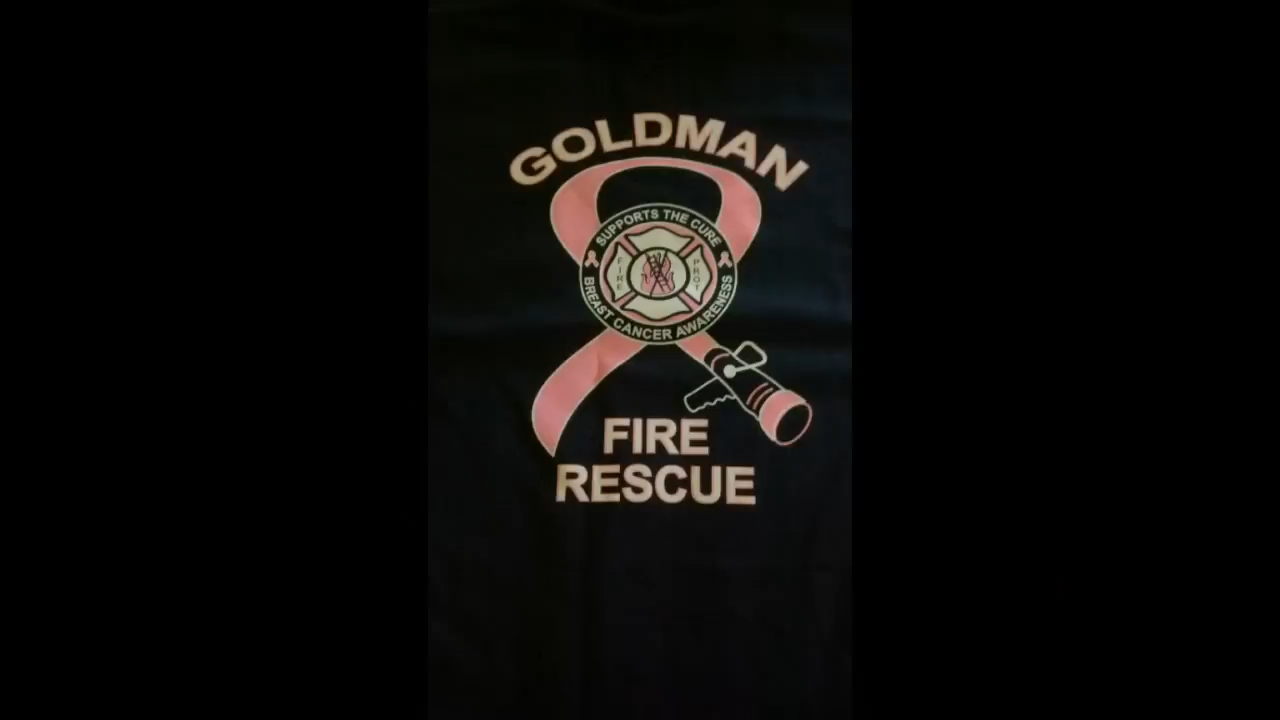 GOLDMAN
SUPPORTS THE CURE
FIRE
PROT
BREAST CANCER AWARENESS
FIRE
RESCUE